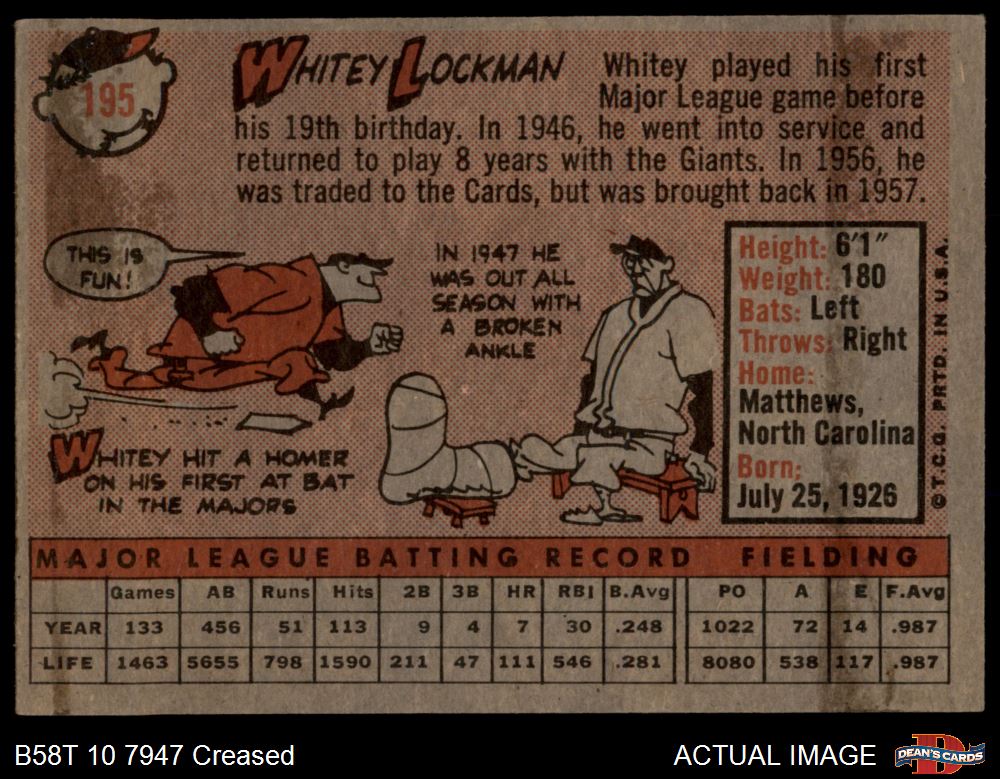 195
WHITEY LOCKMAN
Whitey played his first
Major League game before
his 19th birthday. In 1946, he went into service and
returned to play 8 years with the Giants. In 1956, he
was traded to the Cards, but was brought back in 1957.
THIS IS
FUN!
WHITEY HIT A HOMER
ON HIS FIRST AT BAT
IN THE MAJORS
IN 1947 HE
WAS OUT ALL
SEASON WITH
A BROKEN
ANKLE
Height: 6'1"
Weight: 180
Bats: Left
Throws: Right
Home:
Matthews,
North Carolina
Born:
July 25, 1926
© T.C.G. PRTD. IN U.S.A.
MAJOR LEAGUE BATTING RECORD FIELDING
Games AB Runs Hits 2B 3B HR RBI B.Avg PO A E F.Avg
YEAR 133 456 51 113 9 4 7 30 .248 1022 72 14 .987
LIFE 1463 5655 798 1590 211 47 111 546 .281 8080 538 117 .987
B58T 10 7947 Creased
ACTUAL IMAGE
DEAN'S CARDS